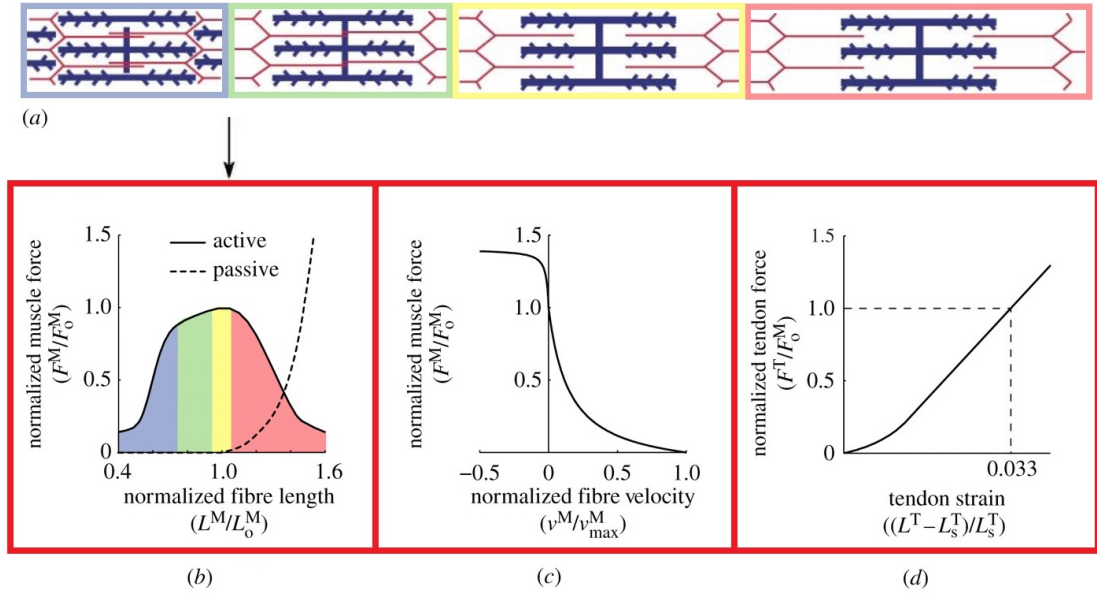 (a)
1.5
1.0
0.5
0
0.4
1.0
1.6
active
passive
normalized muscle force
(F^M/F_o^M)
normalized fibre length
(L^M/L_o^M)
(b)
1.5
1.0
0.5
−0.5
0
0.5
1.0
normalized muscle force
(F^M/F_o^M)
normalized fibre velocity
(v^M/v_max^M)
(c)
1.5
1.0
0.5
0
0.033
normalized tendon force
(F^T/F_o^M)
tendon strain
((L^T − L_s^T)/L_s^T)
(d)